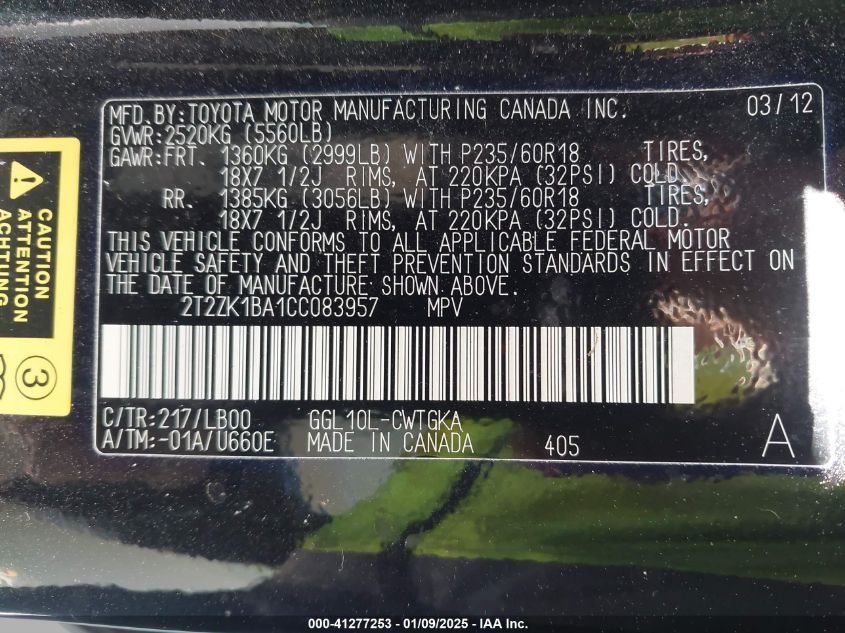 MFD.BY:TOYOTA MOTOR MANUFACTURING CANADA INC. 03/12
GVWR:2520KG (5560LB)
GAWR:FRT. 1360KG (2999LB) WITH P235/60R18 TIRES,
18X7 1/2J RIMS, AT 220KPA (32PSI) COLD.
RR. 1385KG (3056LB) WITH P235/60R18 TIRES,
18X7 1/2J RIMS, AT 220KPA (32PSI) COLD.
THIS VEHICLE CONFORMS TO ALL APPLICABLE FEDERAL MOTOR
VEHICLE SAFETY AND THEFT PREVENTION STANDARDS IN EFFECT ON
THE DATE OF MANUFACTURE SHOWN ABOVE.
2T2ZK1BA1CC083957 MPV
C/TR:217/LB00 GGL10L-CWTGKA
A/TM:-01A/U660E MADE IN CANADA 405 A
CAUTION
ATTENTION
ACHTUNG
3
000-41277253 - 01/09/2025 - IAA Inc.